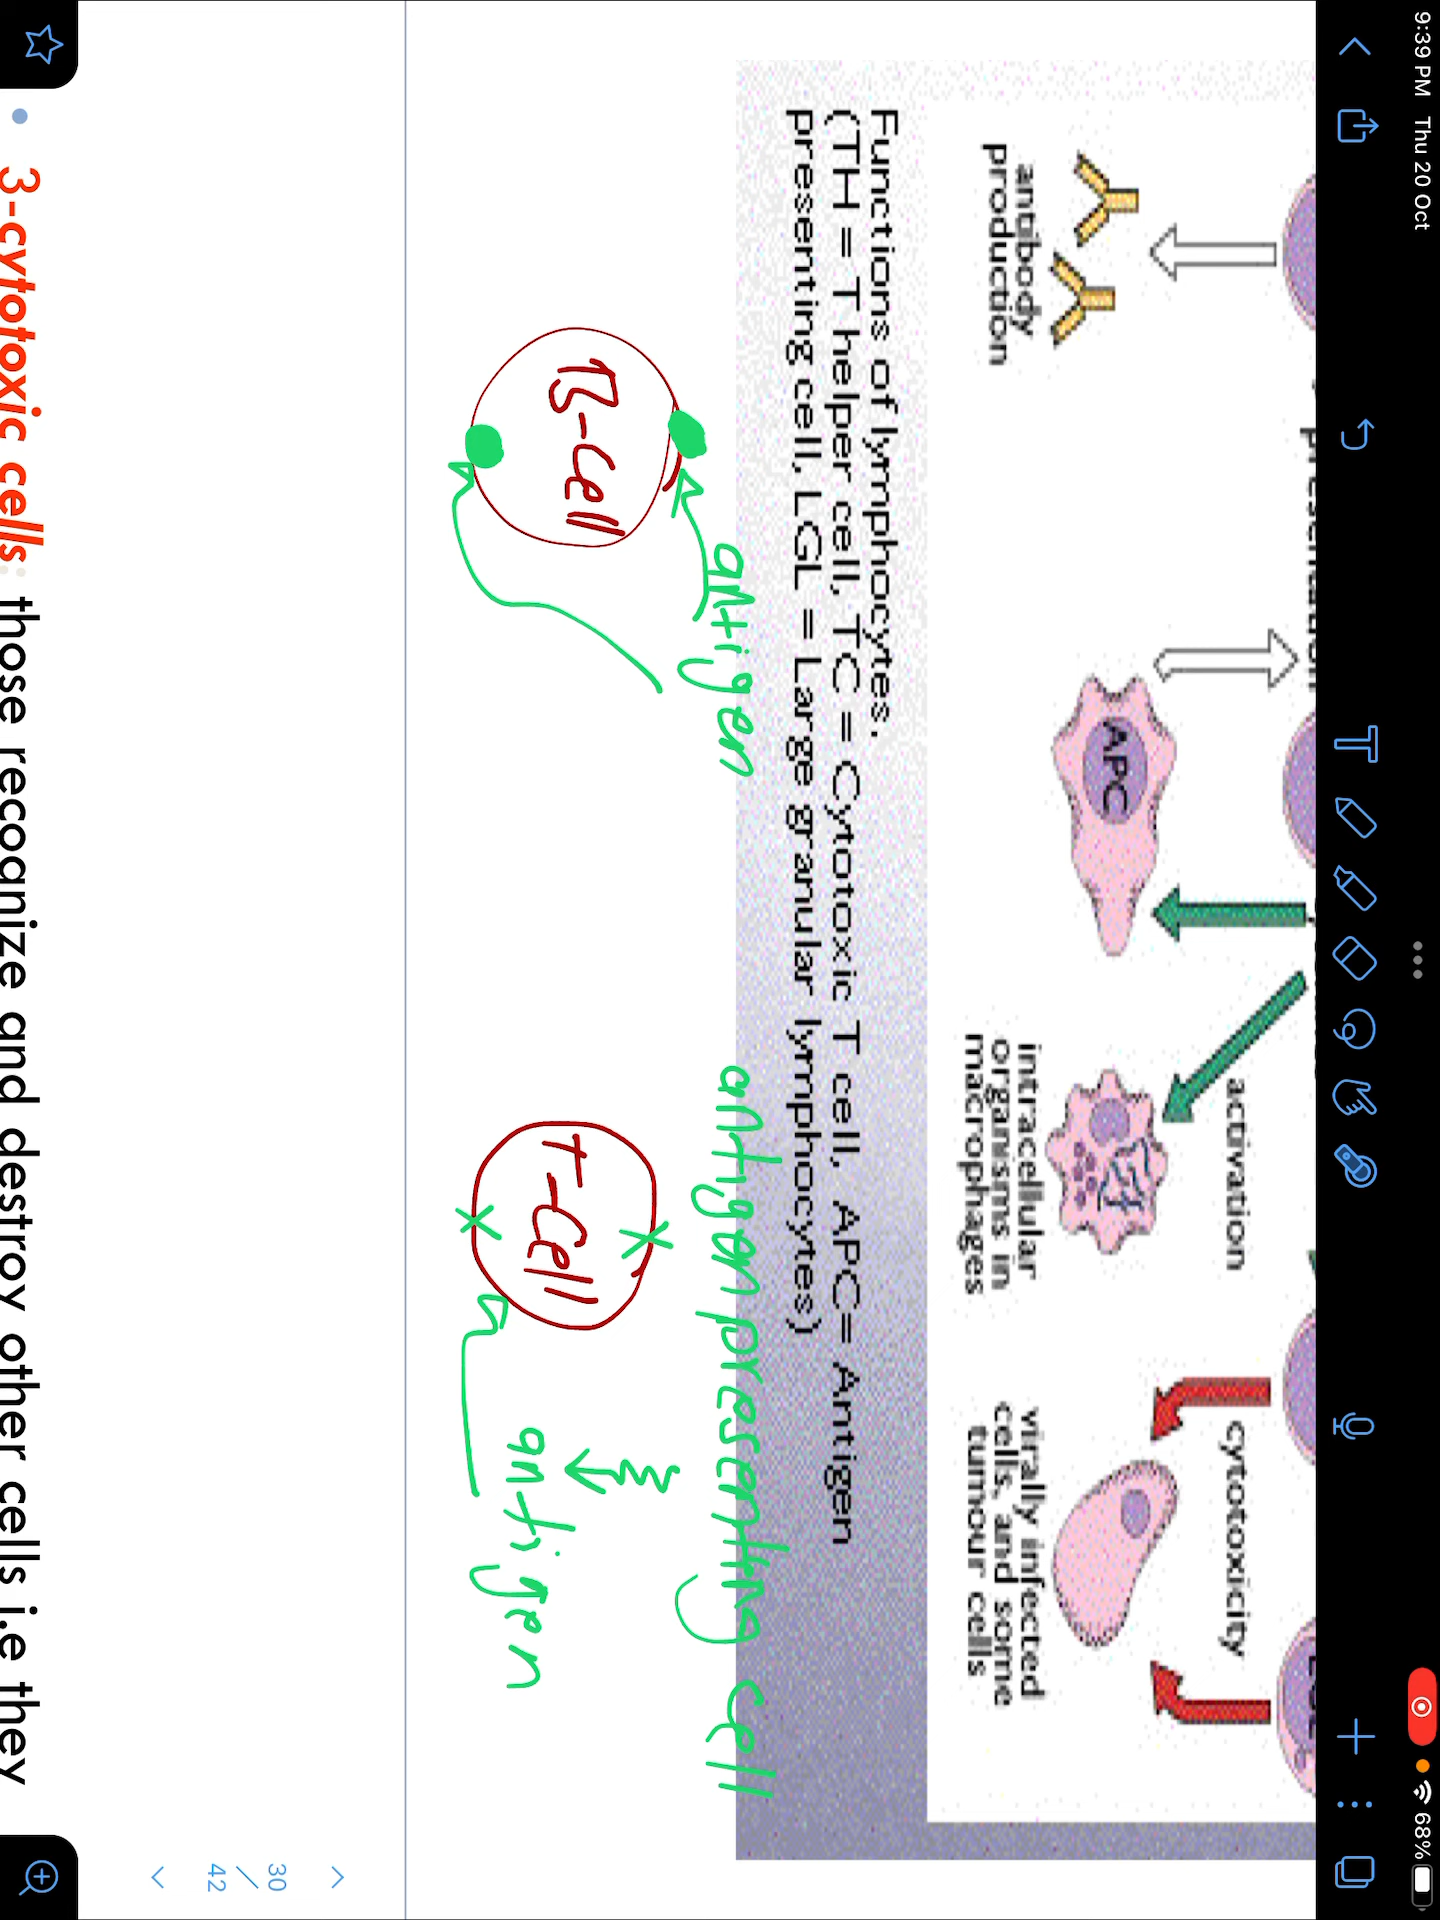 9:39 PM Thu 20 Oct
68%
presentation
activation
cytotoxicity
antibody
production
APC
intracellular
organisms in
macrophages
virally infected
cells, and some
tumour cells
Functions of lymphocytes.
(TH = T helper cell, TC = Cytotoxic T cell, APC= Antigen
presenting cell, LGL = Large granular lymphocytes)
antigen
antigen presenting cell
B-cell
T-cell
antigen
30 / 42
• 3-cytotoxic cells: those recognize and destroy other cells i.e they